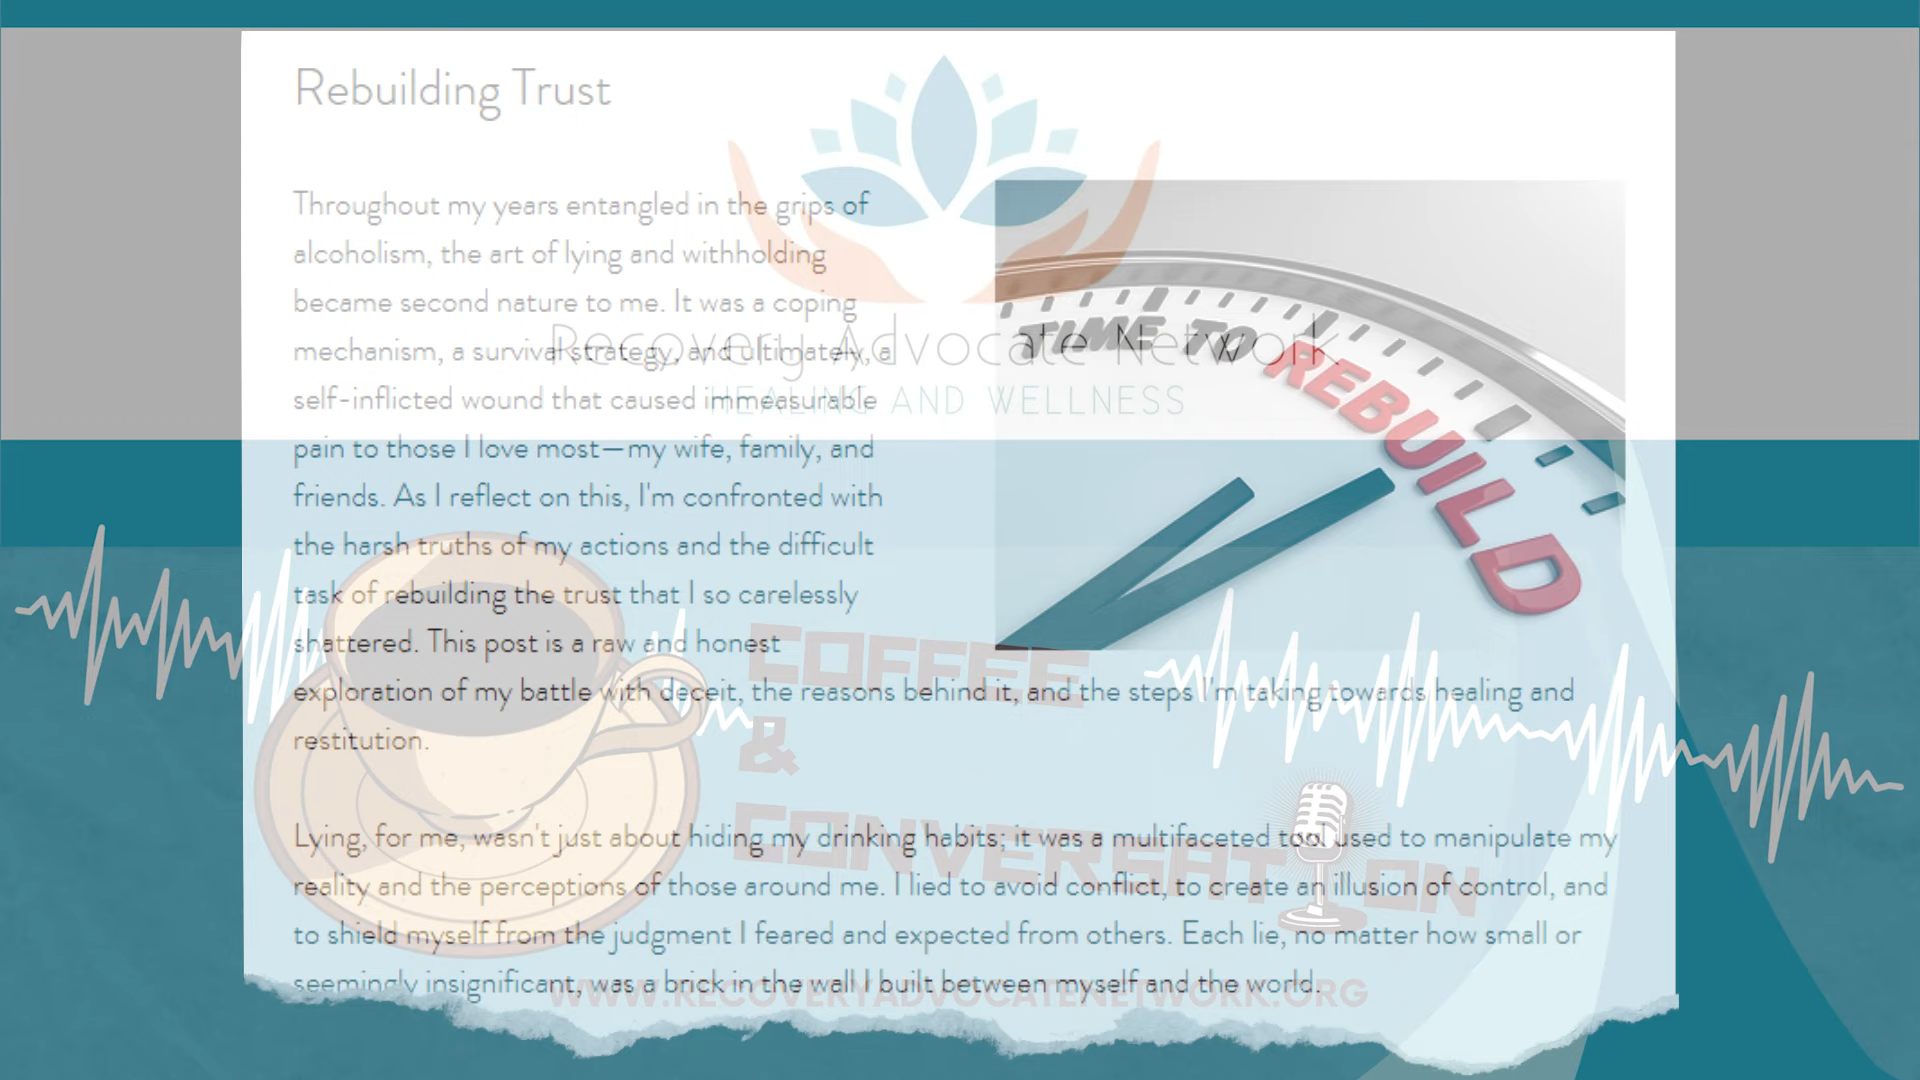 Rebuilding Trust
Throughout my years entangled in the grips of
alcoholism, the art of lying and withholding
became second nature to me. It was a coping
mechanism, a survival strategy, and ultimately, a
self-inflicted wound that caused immeasurable
pain to those I love most—my wife, family, and
friends. As I reflect on this, I'm confronted with
the harsh truths of my actions and the difficult
task of rebuilding the trust that I so carelessly
shattered. This post is a raw and honest
exploration of my battle with deceit, the reasons behind it, and the steps I'm taking towards healing and
restitution.
Lying, for me, wasn't just about hiding my drinking habits; it was a multifaceted tool used to manipulate my
reality and the perceptions of those around me. I lied to avoid conflict, to create an illusion of control, and
to shield myself from the judgment I feared and expected from others. Each lie, no matter how small or
seemingly insignificant, was a brick in the wall I built between myself and the world.
TIME TO REBUILD
Recovery Advocate Network
HEALING AND WELLNESS
COFFEE
&
CONVERSATION
WWW.RECOVERYADVOCATENETWORK.ORG